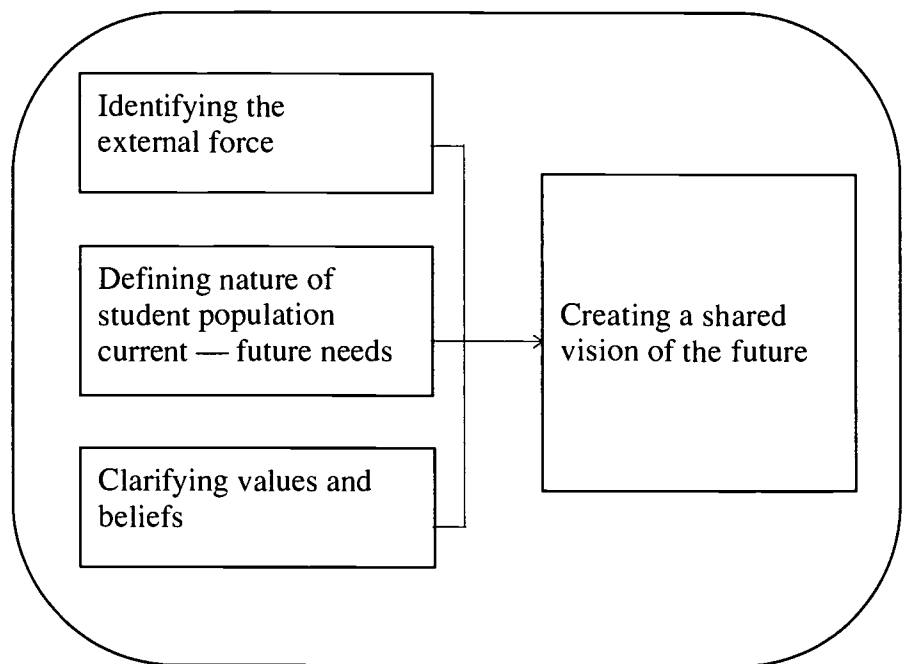 Identifying the
external force
Defining nature of
student population
current — future needs
Clarifying values and
beliefs
Creating a shared
vision of the future